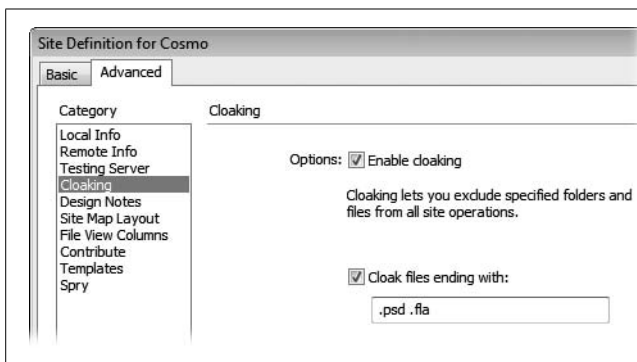 Site Definition for Cosmo
Basic
Advanced
Category
Local Info
Remote Info
Testing Server
Cloaking
Design Notes
Site Map Layout
File View Columns
Contribute
Templates
Spry
Cloaking
Options: Enable cloaking
Cloaking lets you exclude specified folders and
files from all site operations.
Cloak files ending with:
.psd .fla